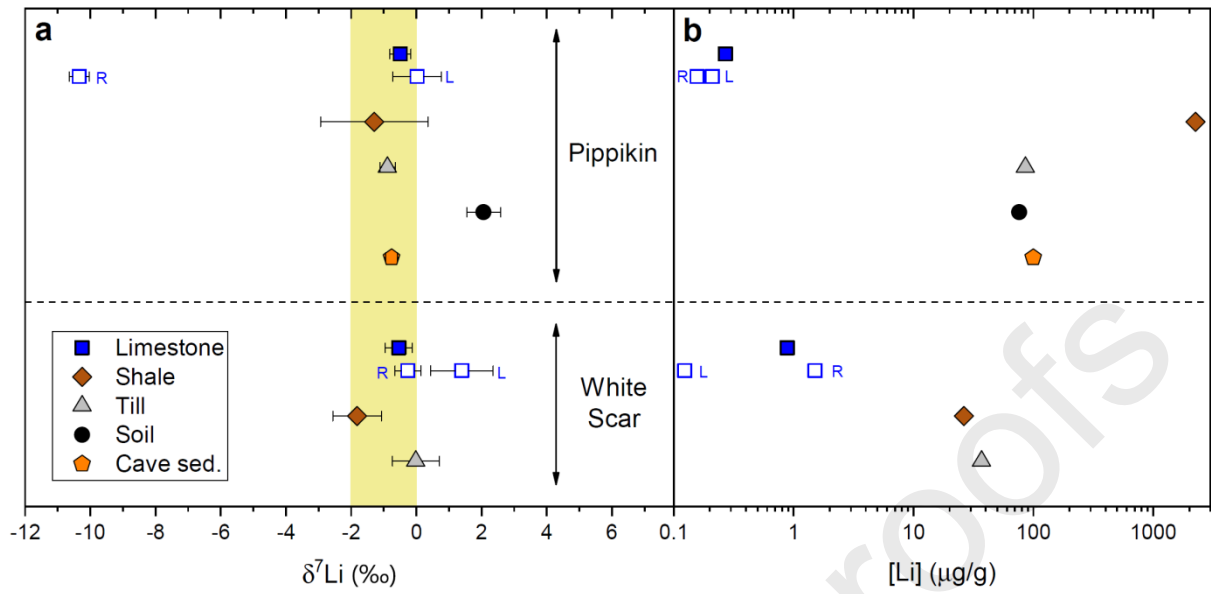 a
b
R
L
R
L
Pippikin
Limestone
Shale
Till
Soil
Cave sed.
R
L
L
R
White
Scar
-12 -10 -8 -6 -4 -2 0 2 4 6 0.1 1 10 100 1000
δ⁷Li (‰)
[Li] (μg/g)
roofs